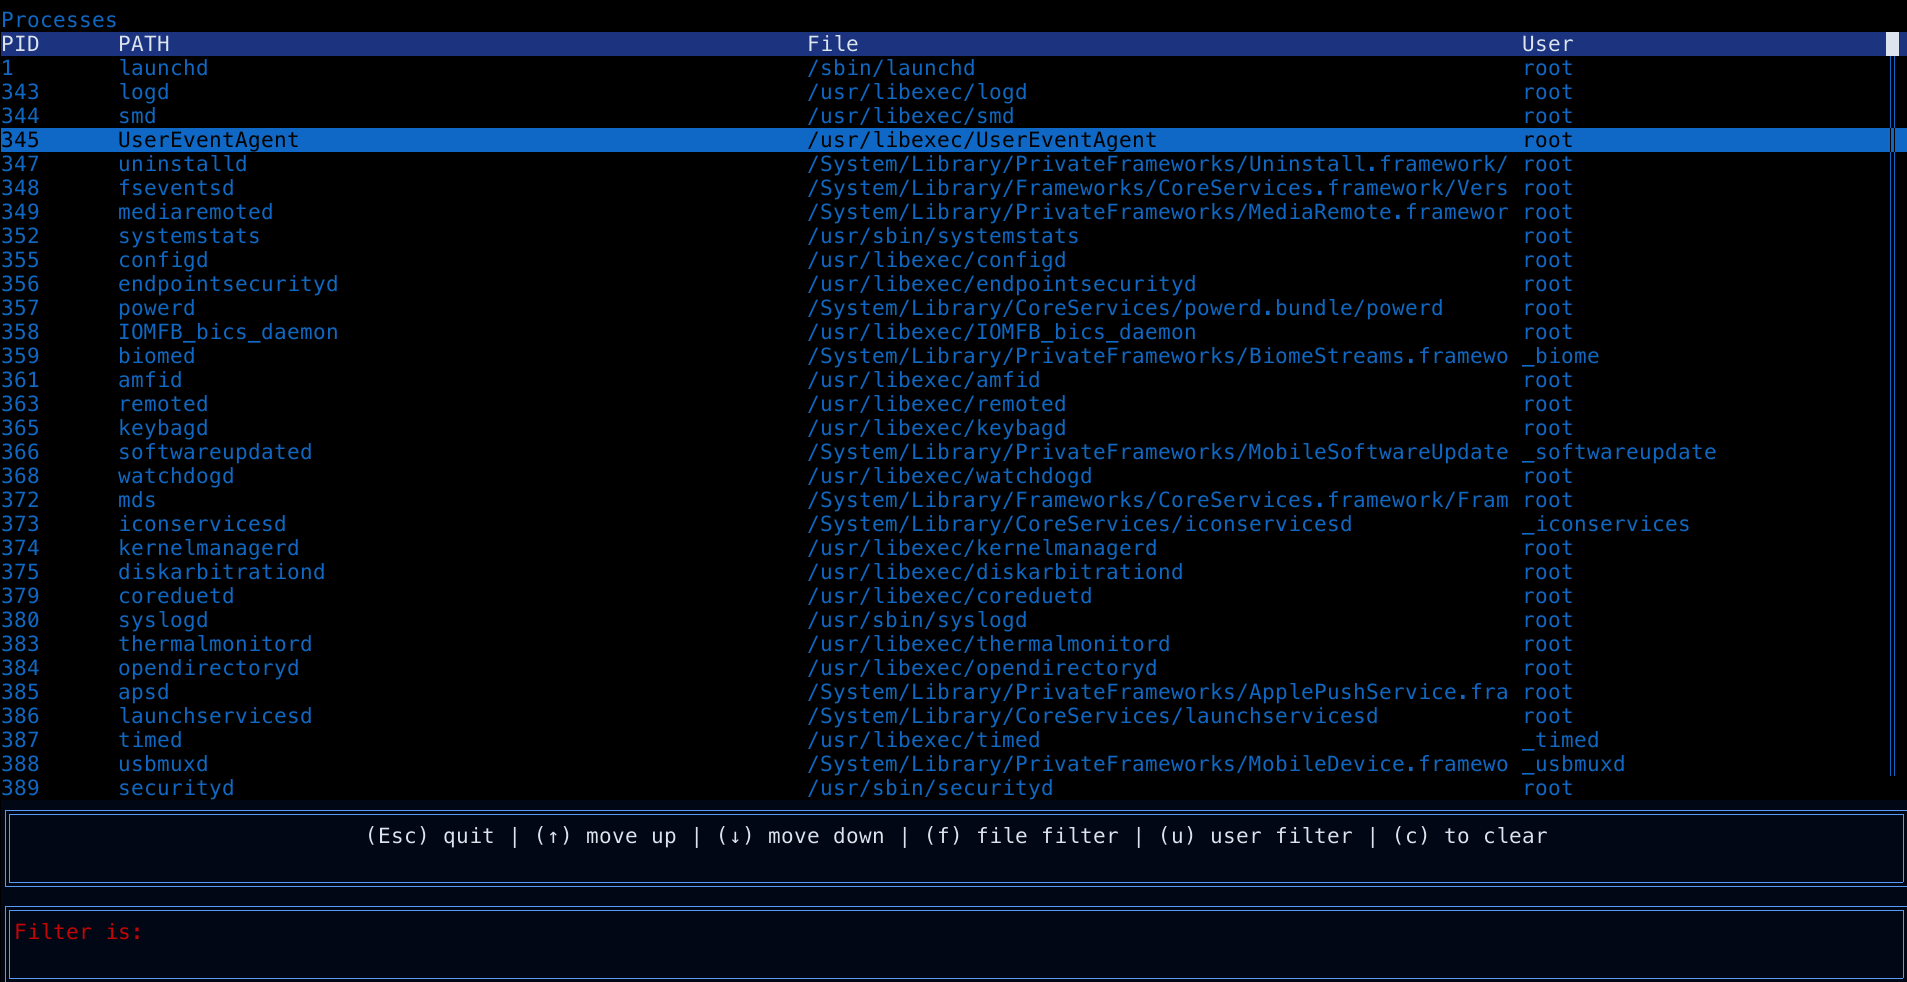 Processes
PID PATH File User
1 launchd /sbin/launchd root
343 logd /usr/libexec/logd root
344 smd /usr/libexec/smd root
345 UserEventAgent /usr/libexec/UserEventAgent root
347 uninstalld /System/Library/PrivateFrameworks/Uninstall.framework/ root
348 fseventsd /System/Library/Frameworks/CoreServices.framework/Vers root
349 mediaremoted /System/Library/PrivateFrameworks/MediaRemote.framewor root
352 systemstats /usr/sbin/systemstats root
355 configd /usr/libexec/configd root
356 endpointsecurityd /usr/libexec/endpointsecurityd root
357 powerd /System/Library/CoreServices/powerd.bundle/powerd root
358 IOMFB_bics_daemon /usr/libexec/IOMFB_bics_daemon root
359 biomed /System/Library/PrivateFrameworks/BiomeStreams.framewo _biome
361 amfid /usr/libexec/amfid root
363 remoted /usr/libexec/remoted root
365 keybagd /usr/libexec/keybagd root
366 softwareupdated /System/Library/PrivateFrameworks/MobileSoftwareUpdate _softwareupdate
368 watchdogd /usr/libexec/watchdogd root
372 mds /System/Library/Frameworks/CoreServices.framework/Fram root
373 iconservicesd /System/Library/CoreServices/iconservicesd _iconservices
374 kernelmanagerd /usr/libexec/kernelmanagerd root
375 diskarbitrationd /usr/libexec/diskarbitrationd root
379 coreduetd /usr/libexec/coreduetd root
380 syslogd /usr/sbin/syslogd root
383 thermalmonitord /usr/libexec/thermalmonitord root
384 opendirectoryd /usr/libexec/opendirectoryd root
385 apsd /System/Library/PrivateFrameworks/ApplePushService.fra root
386 launchservicesd /System/Library/CoreServices/launchservicesd root
387 timed /usr/libexec/timed _timed
388 usbmuxd /System/Library/PrivateFrameworks/MobileDevice.framewo _usbmuxd
389 securityd /usr/sbin/securityd root
(Esc) quit | (↑) move up | (↓) move down | (f) file filter | (u) user filter | (c) to clear
Filter is: